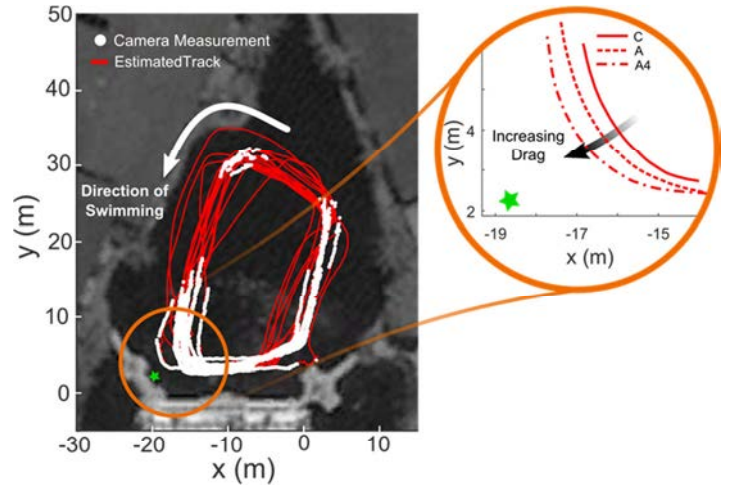 50
40
30
20
10
0
-30
-20
-10
0
10
x (m)
y (m)
Camera Measurement
EstimatedTrack
Direction of
Swimming
C
A
A4
Increasing
Drag
4
2
y (m)
-19
-17
-15
x (m)